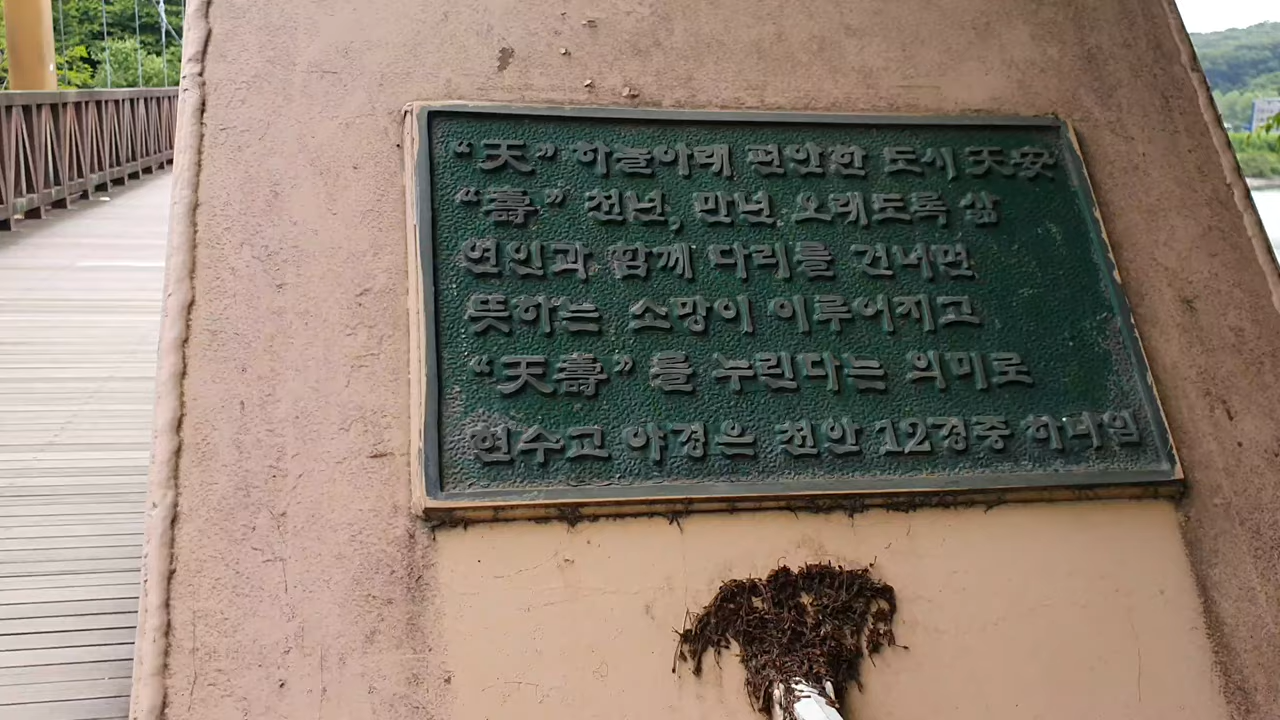 “天” 하늘아래 편안한 도시 天安
“壽” 천년, 만년 오래도록 삶
연인과 함께 다리를 건너면
뜻하는 소망이 이루어지고
“天壽”를 누린다는 의미로
현수교 야경은 천안 12경중 하나임